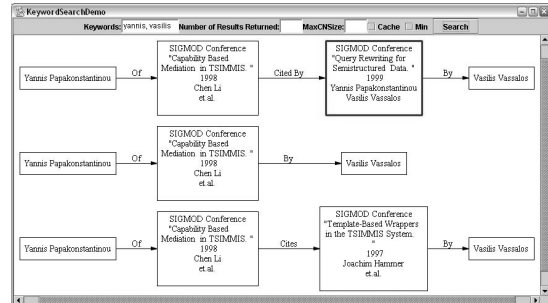 KeywordSearchDemo
Keywords: yannis, vasilis Number of Results Returned: MaxCNSize: Cache Min Search
Yannis Papakonstantinou
Of
SIGMOD Conference
"Capability Based
Mediation in TSIMMIS. "
1998
Chen Li
et.al.
Cited By
SIGMOD Conference
"Query Rewriting for
Semistructured Data. "
1999
Yannis Papakonstantinou
Vasilis Vassalos
By
Vasilis Vassalos
Yannis Papakonstantinou
Of
SIGMOD Conference
"Capability Based
Mediation in TSIMMIS. "
1998
Chen Li
et.al.
By
Vasilis Vassalos
Yannis Papakonstantinou
Of
SIGMOD Conference
"Capability Based
Mediation in TSIMMIS. "
1998
Chen Li
et.al.
Cites
SIGMOD Conference
"Template-Based Wrappers
in the TSIMMIS System.
"
1997
Joachim Hammer
et.al.
By
Vasilis Vassalos